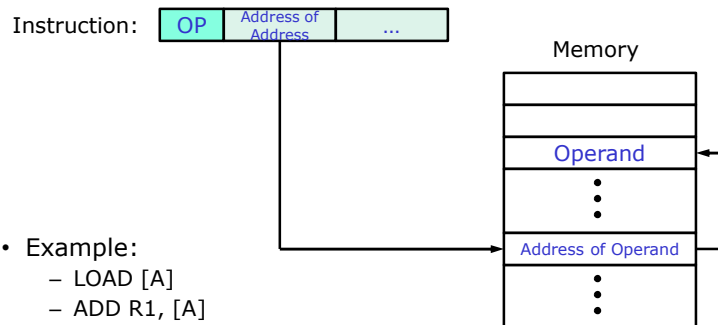 Instruction: OP Address of Address ...
Memory
Operand
Address of Operand
• Example:
– LOAD [A]
– ADD R1, [A]